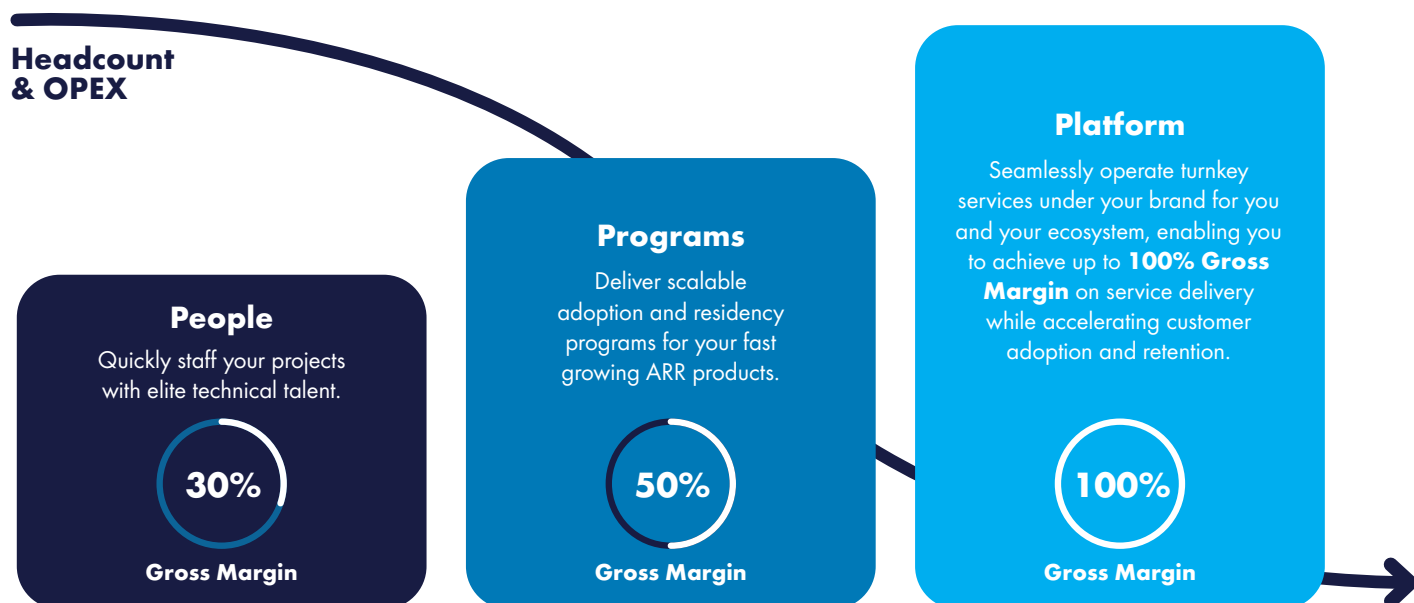 Headcount
& OPEX
People
Quickly staff your projects
with elite technical talent.
30%
Gross Margin
Programs
Deliver scalable
adoption and residency
programs for your fast
growing ARR products.
50%
Gross Margin
Platform
Seamlessly operate turnkey
services under your brand for you
and your ecosystem, enabling you
to achieve up to 100% Gross
Margin on service delivery
while accelerating customer
adoption and retention.
100%
Gross Margin